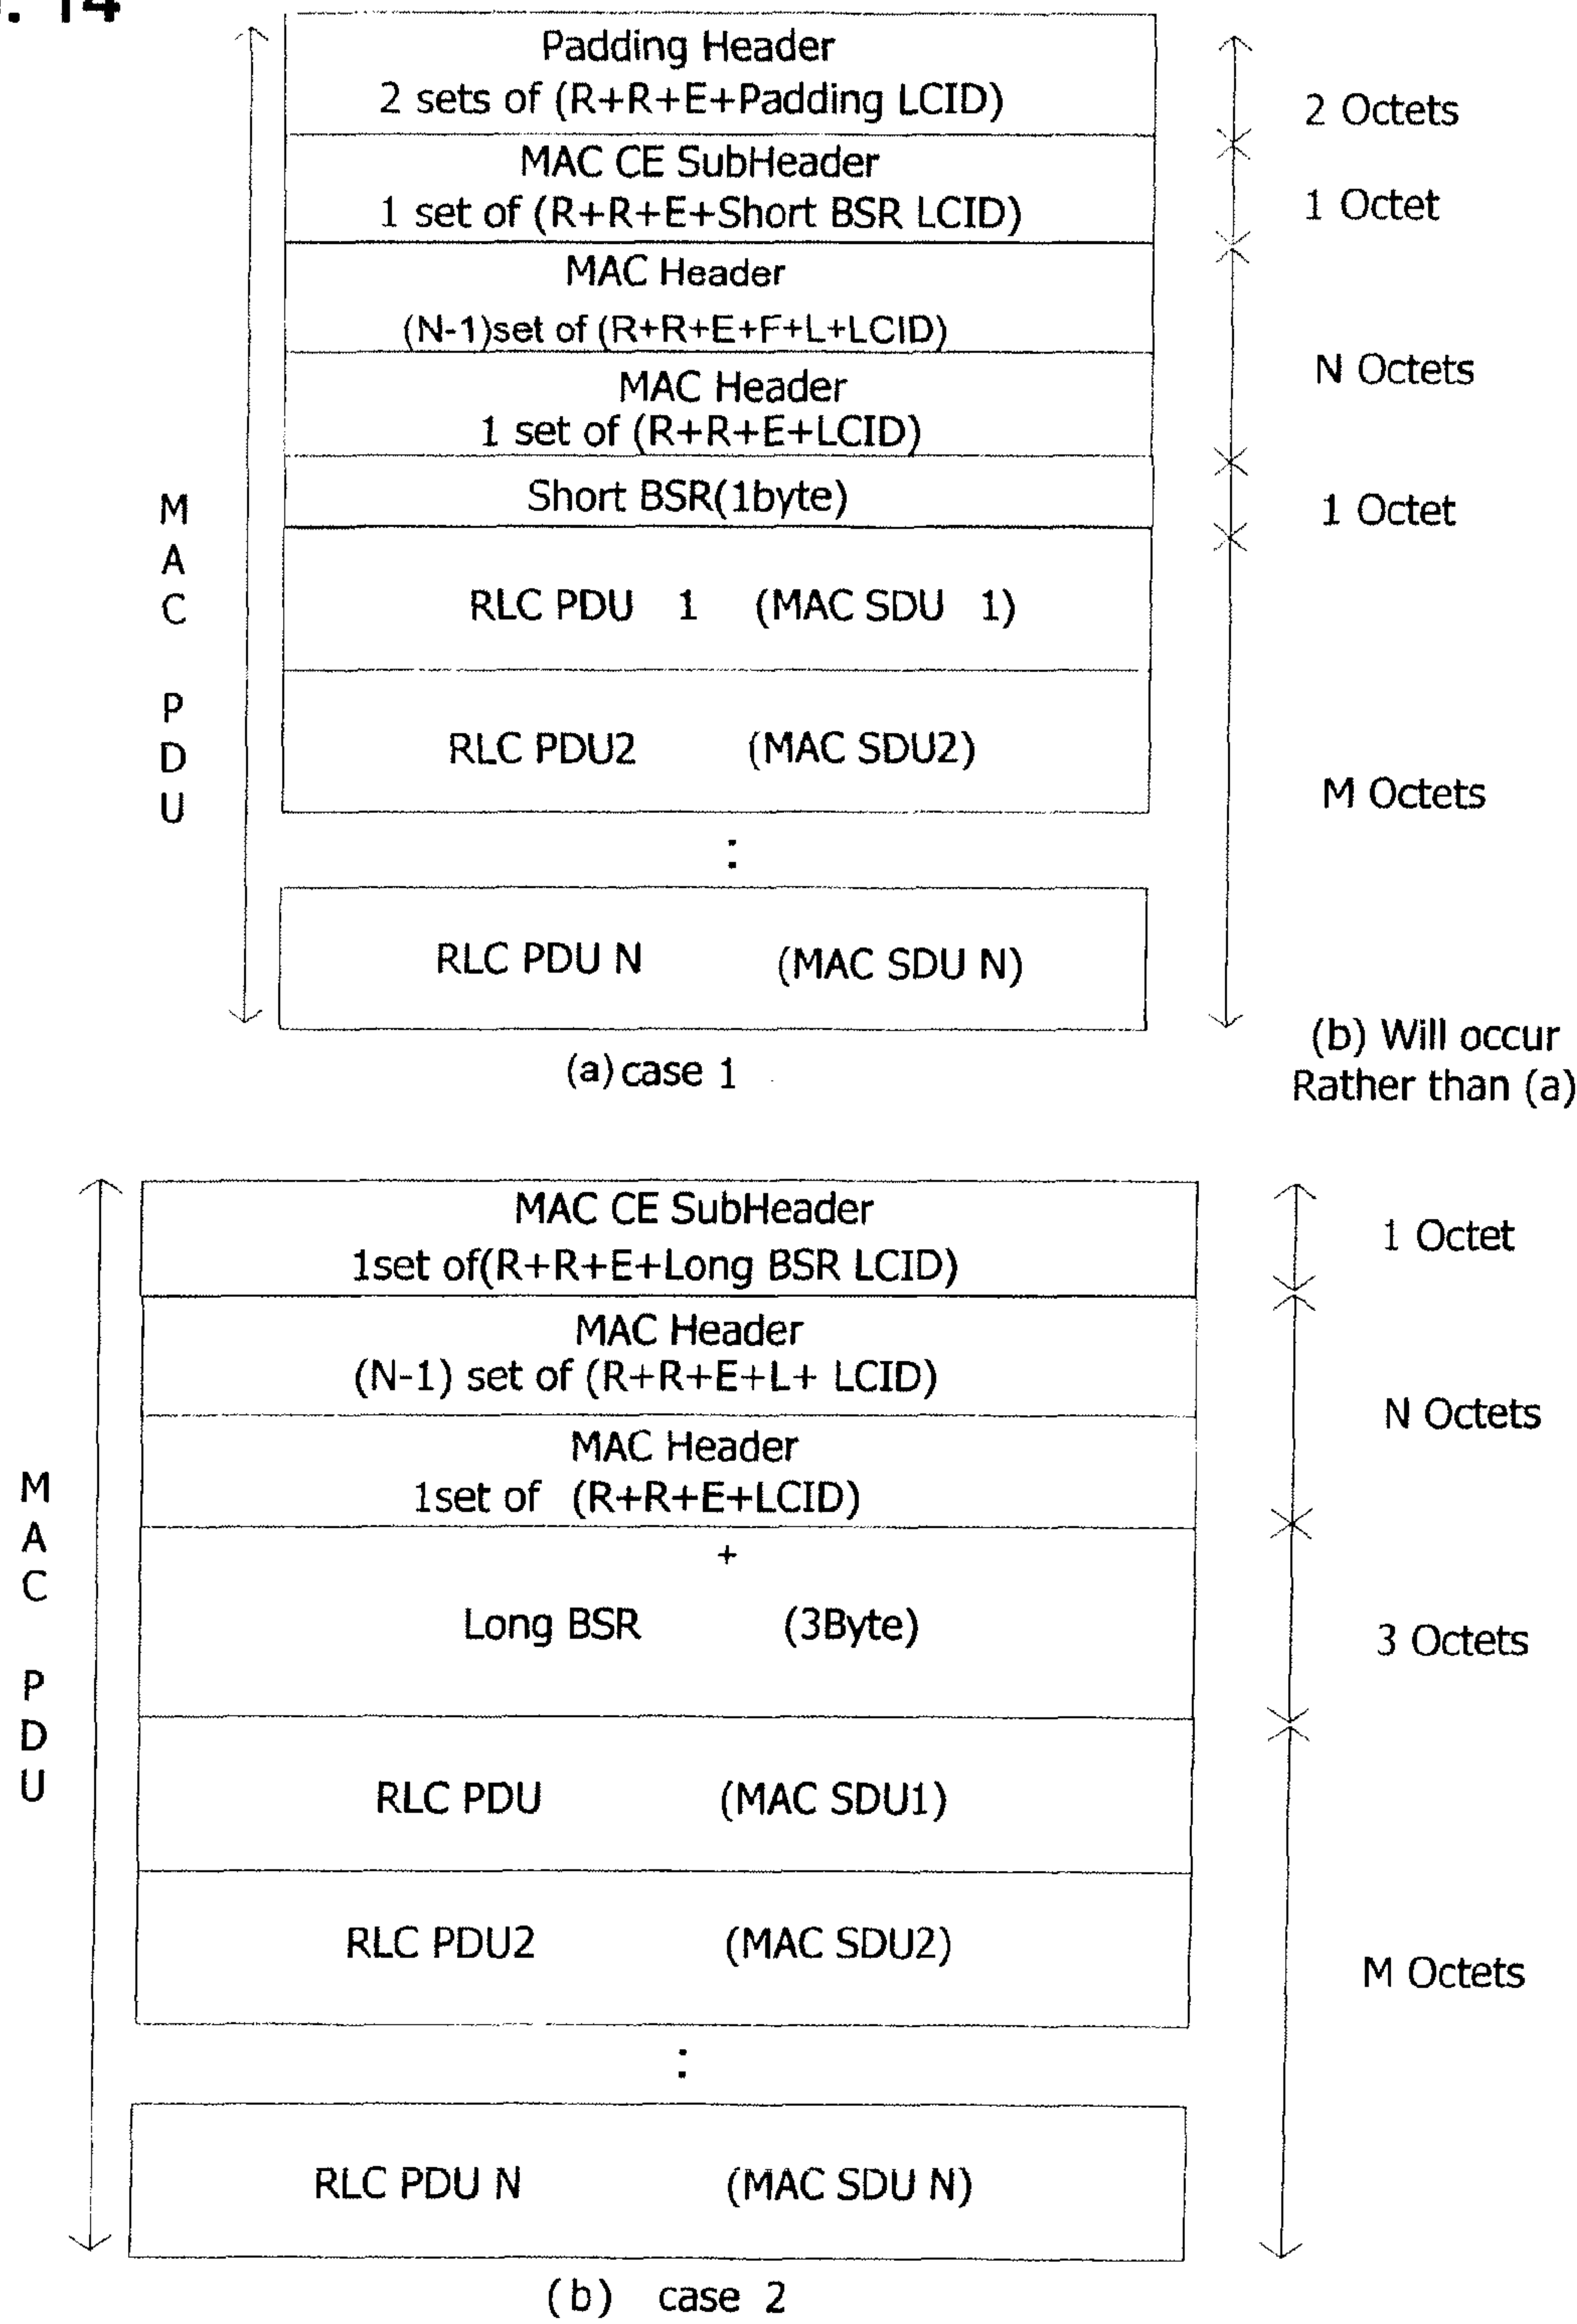 . 14
Padding Header
2 sets of (R+R+E+Padding LCID)
2 Octets
MAC CE SubHeader
1 set of (R+R+E+Short BSR LCID)
1 Octet
MAC Header
(N-1)set of (R+R+E+F+L+LCID)
N Octets
MAC Header
1 set of (R+R+E+LCID)
Short BSR(1byte)
1 Octet
MAC PDU
RLC PDU 1 (MAC SDU 1)
RLC PDU2 (MAC SDU2)
M Octets
:
RLC PDU N (MAC SDU N)
(a) case 1
(b) Will occur
Rather than (a)
MAC CE SubHeader
1set of(R+R+E+Long BSR LCID)
1 Octet
MAC Header
(N-1) set of (R+R+E+L+ LCID)
N Octets
MAC Header
1set of (R+R+E+LCID)
MAC PDU
+
Long BSR (3Byte)
3 Octets
RLC PDU (MAC SDU1)
RLC PDU2 (MAC SDU2)
M Octets
:
RLC PDU N (MAC SDU N)
(b) case 2